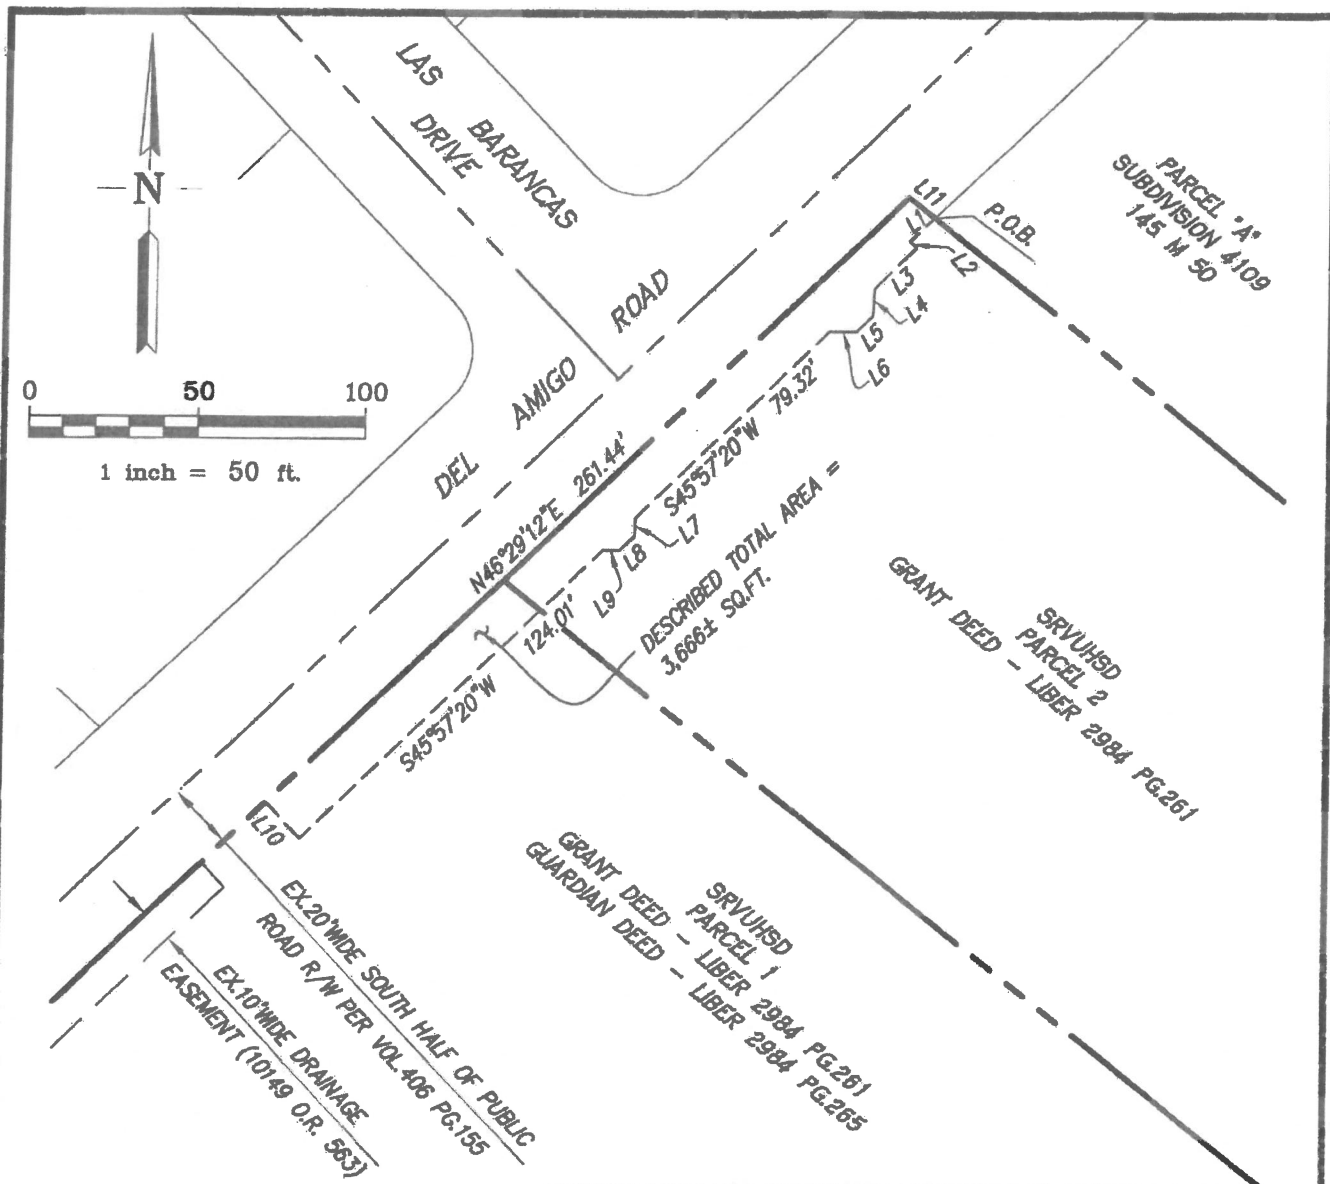 LAS BARANCAS
DRIVE
N
0 50 100
1 inch = 50 ft.
DEL AMIGO ROAD
L11
L1
P.O.B.
L2
L3
L4
L5
L6
PARCEL "A"
SUBDIVISION 4109
145 M 50
N46°29'12"E 261.44'
S45°57'20"W 79.32'
L7
L8
L9
DESCRIBED TOTAL AREA =
3,666± SQ.FT.
124.01'
S45°57'20"W
L10
SRVUHSD
PARCEL 2
GRANT DEED - LIBER 2984 PG.261
SRVUHSD
PARCEL 1
GRANT DEED - LIBER 2984 PG.261
GUARDIAN DEED - LIBER 2984 PG.265
EX.20'WIDE SOUTH HALF OF PUBLIC
ROAD R/W PER VOL.406 PG.155
EX.10'WIDE DRAINAGE
EASEMENT (10149 O.R. 563)